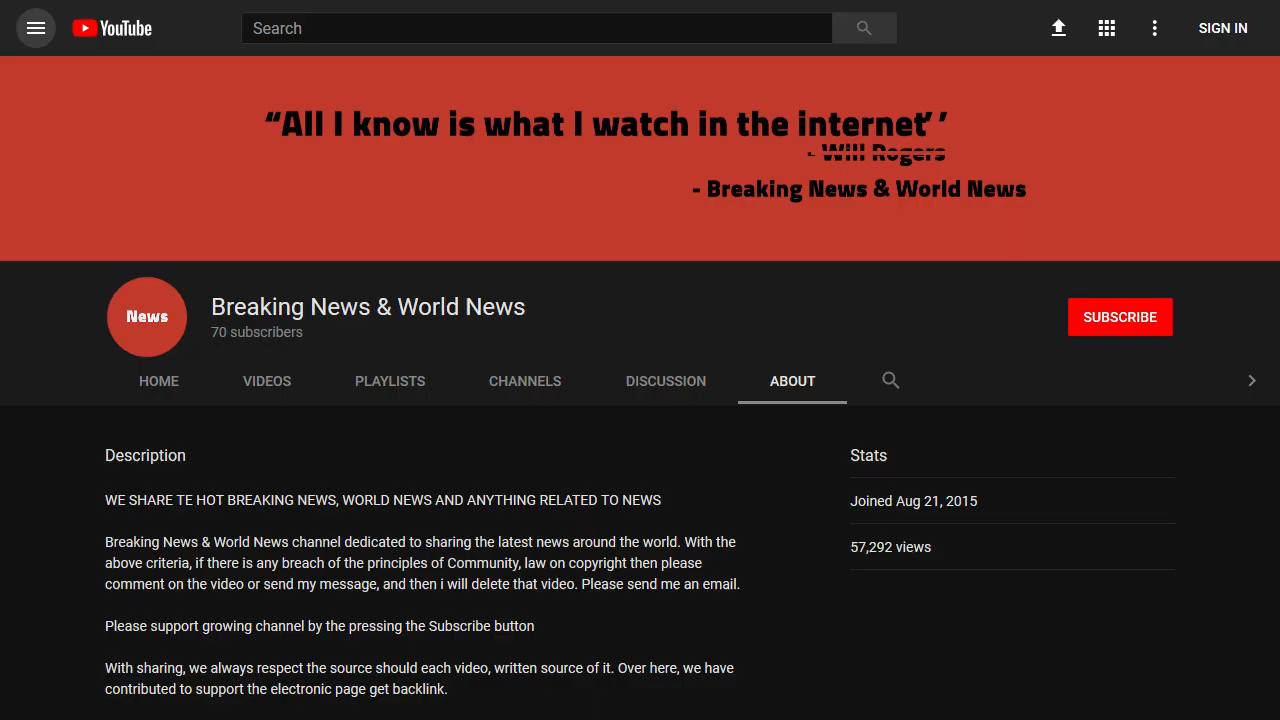 YouTube
Search
SIGN IN
“All I know is what I watch in the internet’’
- Will Rogers
- Breaking News & World News
News
Breaking News & World News
70 subscribers
SUBSCRIBE
HOME VIDEOS PLAYLISTS CHANNELS DISCUSSION ABOUT
Description
WE SHARE TE HOT BREAKING NEWS, WORLD NEWS AND ANYTHING RELATED TO NEWS
Breaking News & World News channel dedicated to sharing the latest news around the world. With the
above criteria, if there is any breach of the principles of Community, law on copyright then please
comment on the video or send my message, and then i will delete that video. Please send me an email.
Please support growing channel by the pressing the Subscribe button
With sharing, we always respect the source should each video, written source of it. Over here, we have
contributed to support the electronic page get backlink.
Stats
Joined Aug 21, 2015
57,292 views